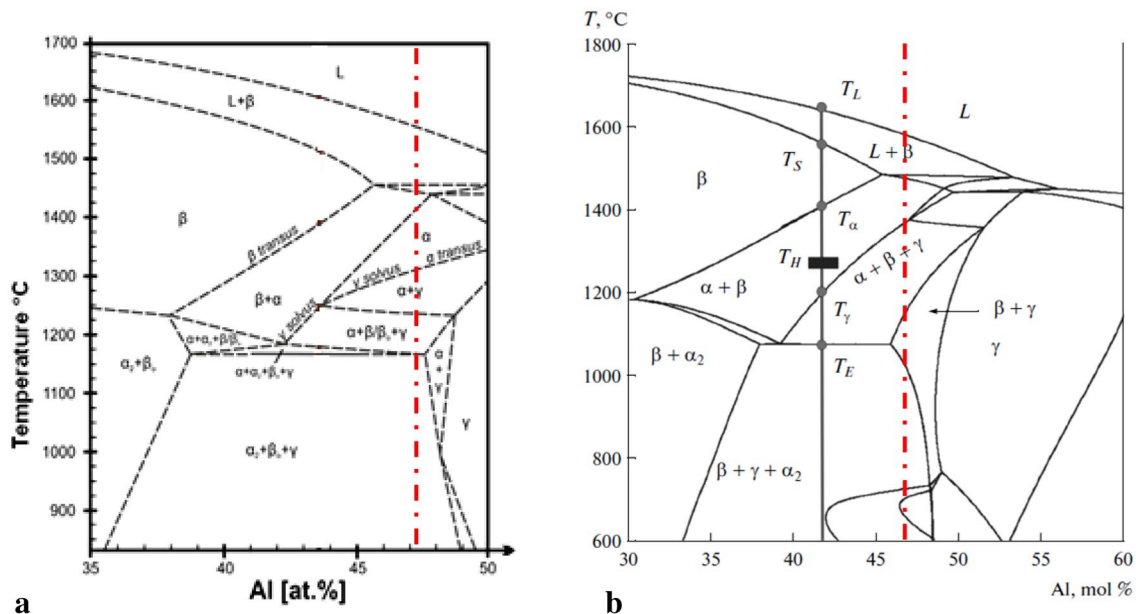 1700
1600
1500
1400
1300
1200
1100
1000
900
Temperature °C
35
40
45
50
Al [at.%]
L
L+β
β
β transus
γ solvus
α
α transus
α+γ
β+α
γ solvus
α+β/β₀+γ
α+α₂+β/β₀
α₂+β₀
α+α₂+β₀+γ
α
+
γ
γ
α₂+β₀+γ
a
b
T, °C
1800
1600
1400
1200
1000
800
600
30
35
40
45
50
55
60
Al, mol %
T_L
L
L + β
T_S
β
T_α
T_H
α + β + γ
α + β
T_γ
β + γ
γ
β + α₂
T_E
β + γ + α₂